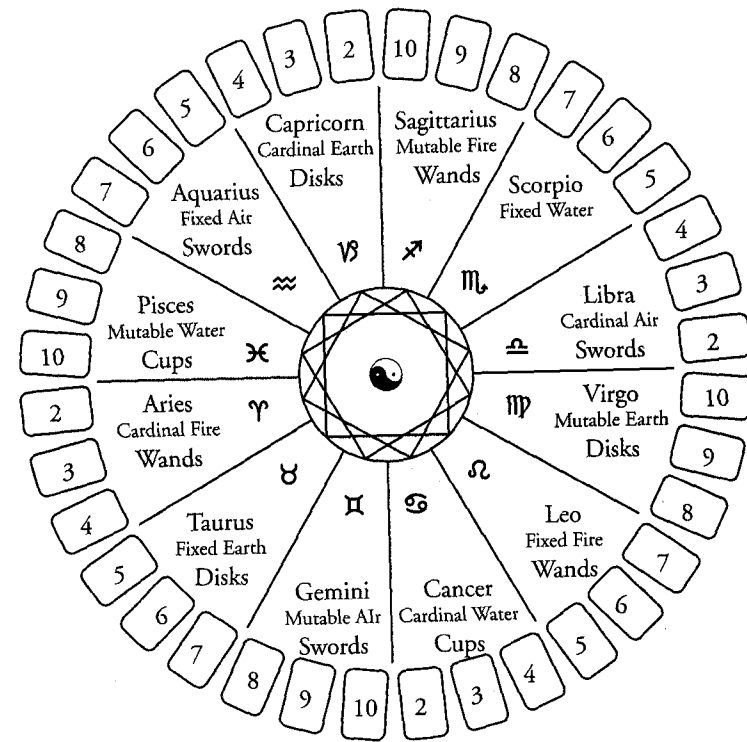 10
9
8
Sagittarius
Mutable Fire
Wands
♐
7
6
5
Scorpio
Fixed Water
♏
4
3
2
Libra
Cardinal Air
Swords
♎
10
9
8
Virgo
Mutable Earth
Disks
♍
7
6
5
Leo
Fixed Fire
Wands
♌
4
3
2
Cancer
Cardinal Water
Cups
♋
10
9
8
Gemini
Mutable AIr
Swords
♊
7
6
5
Taurus
Fixed Earth
Disks
♉
4
3
2
Aries
Cardinal Fire
Wands
♈
10
9
8
Pisces
Mutable Water
Cups
♓
7
6
5
Aquarius
Fixed Air
Swords
♒
4
3
2
Capricorn
Cardinal Earth
Disks
♑